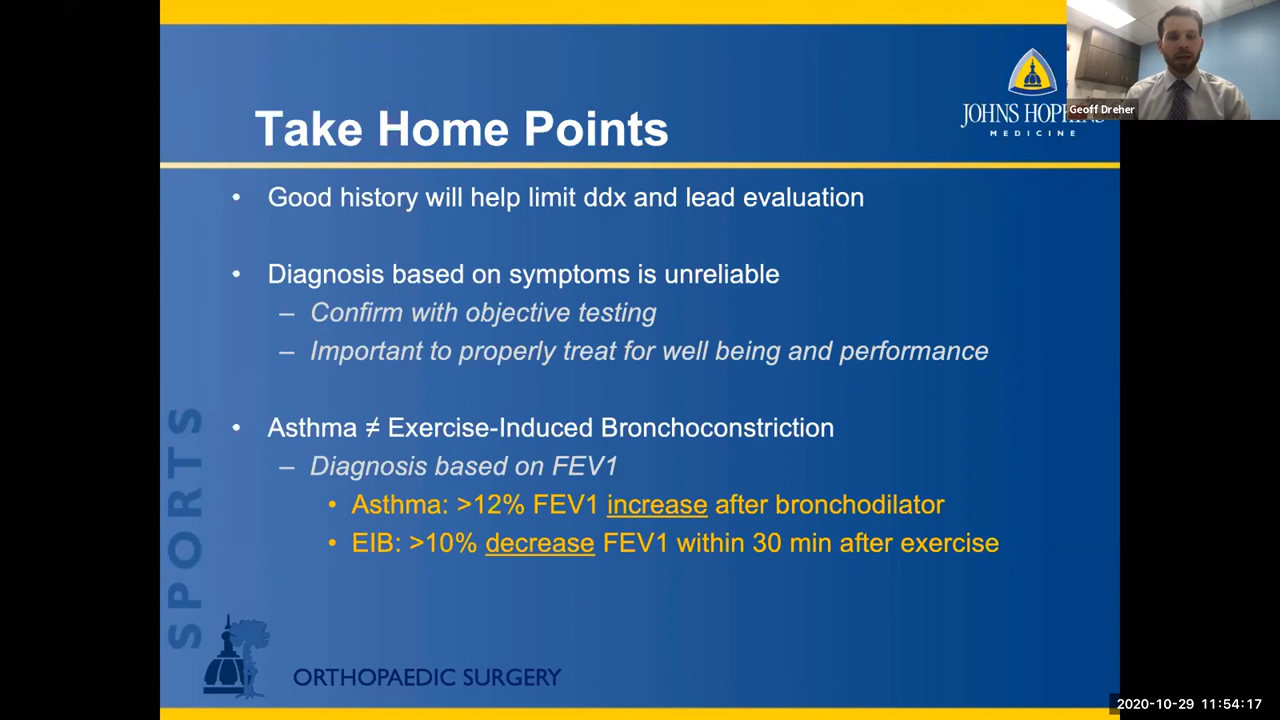 Take Home Points
JOHNS HOPKINS
MEDICINE
Geoff Dreher
• Good history will help limit ddx and lead evaluation
• Diagnosis based on symptoms is unreliable
– Confirm with objective testing
– Important to properly treat for well being and performance
• Asthma ≠ Exercise-Induced Bronchoconstriction
– Diagnosis based on FEV1
• Asthma: >12% FEV1 increase after bronchodilator
• EIB: >10% decrease FEV1 within 30 min after exercise
SPORTS
ORTHOPAEDIC SURGERY
2020-10-29 11:54:17